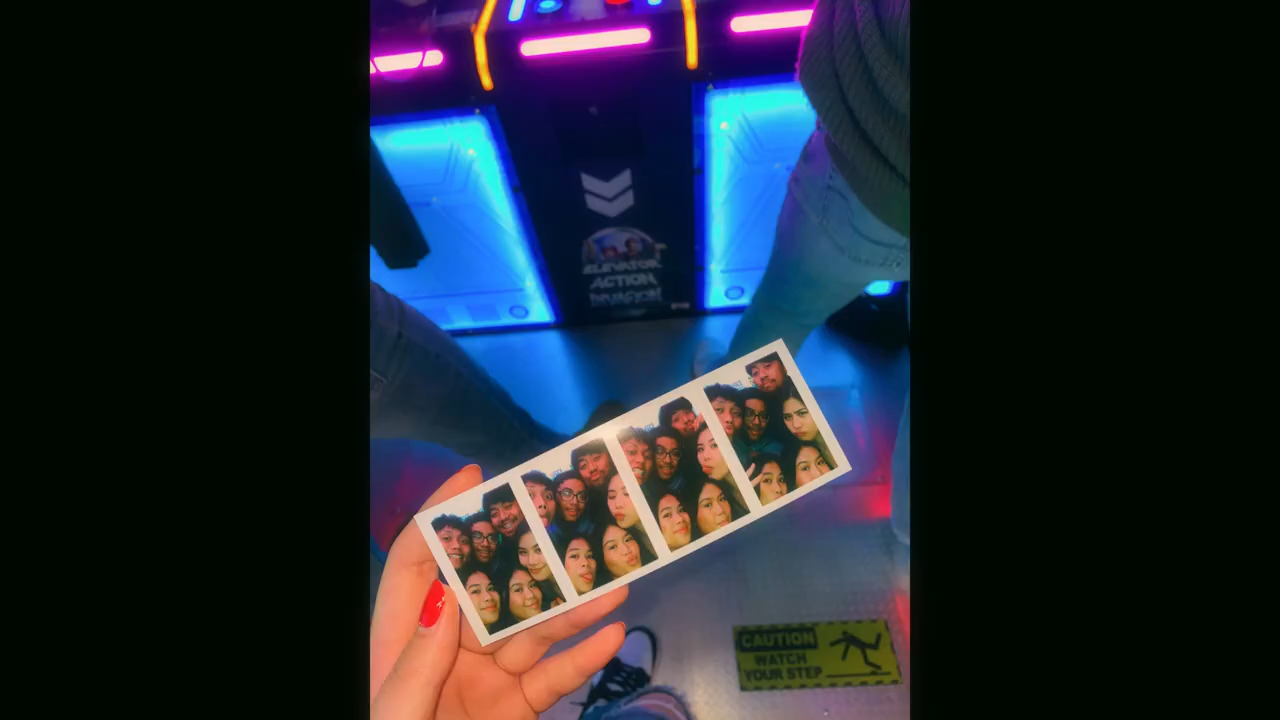 ELEVATOR
ACTION
INVASION
CAUTION
WATCH
YOUR STEP